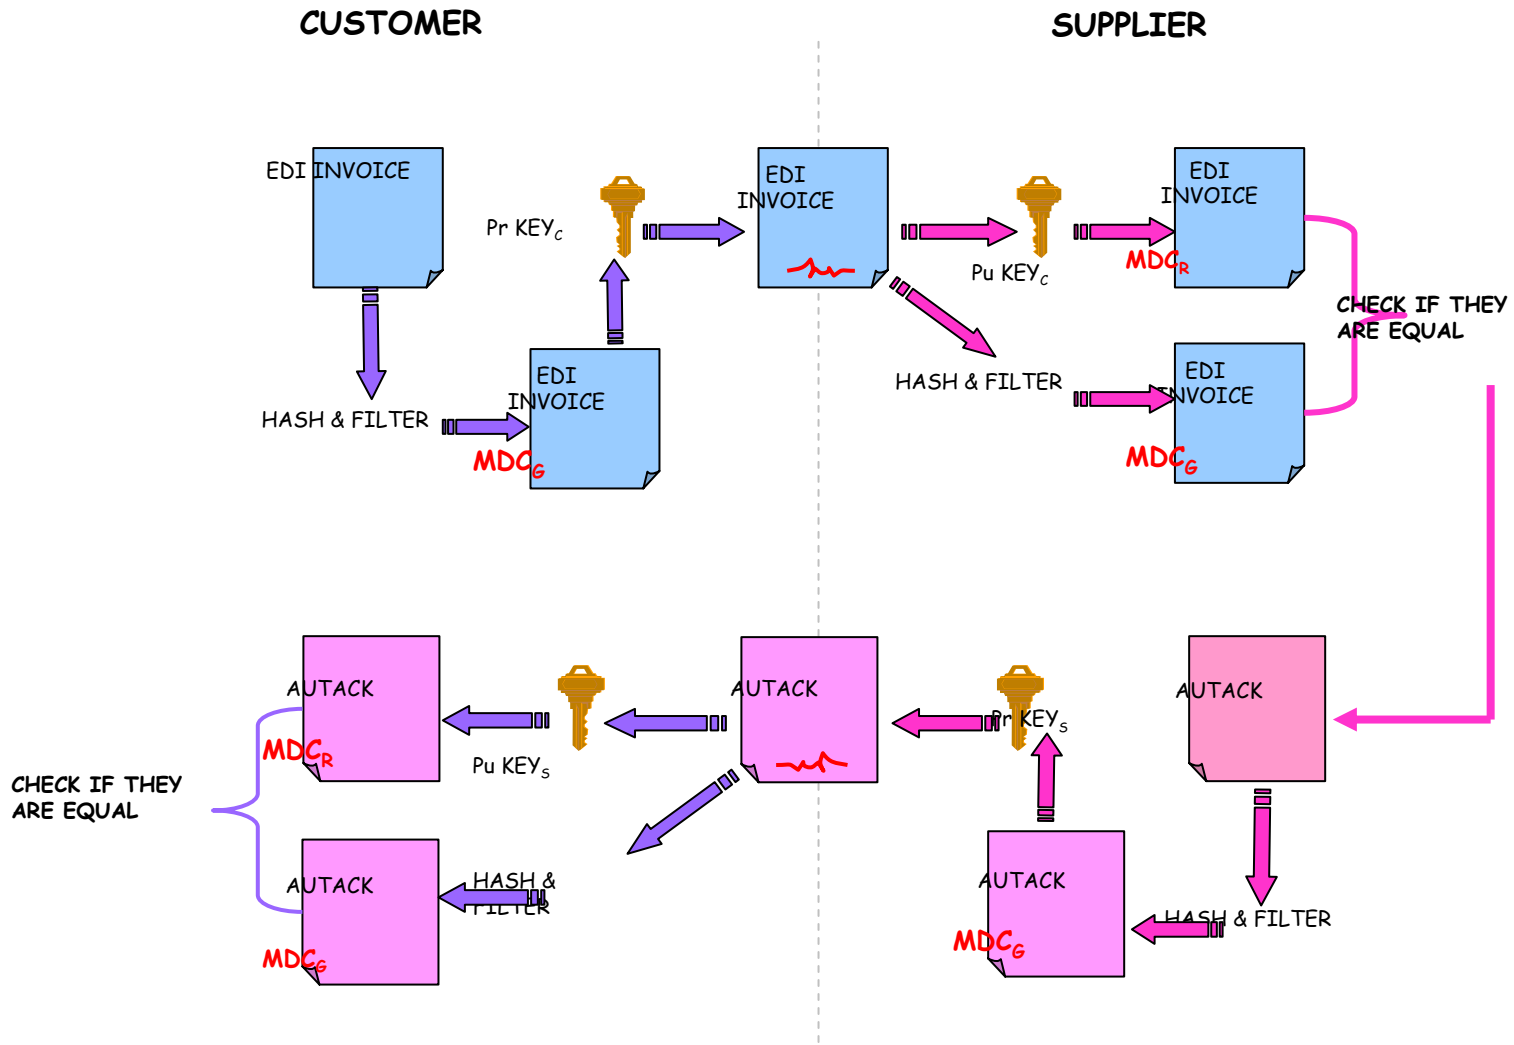 CUSTOMER
SUPPLIER
EDI INVOICE
Pr KEYC
EDI
INVOICE
Pu KEYC
EDI
INVOICE
MDCR
CHECK IF THEY
ARE EQUAL
HASH & FILTER
EDI
INVOICE
MDCG
HASH & FILTER
EDI
INVOICE
MDCG
AUTACK
MDCR
Pu KEYS
AUTACK
Pr KEYS
AUTACK
CHECK IF THEY
ARE EQUAL
AUTACK
MDCG
HASH &
FILTER
AUTACK
MDCG
HASH & FILTER